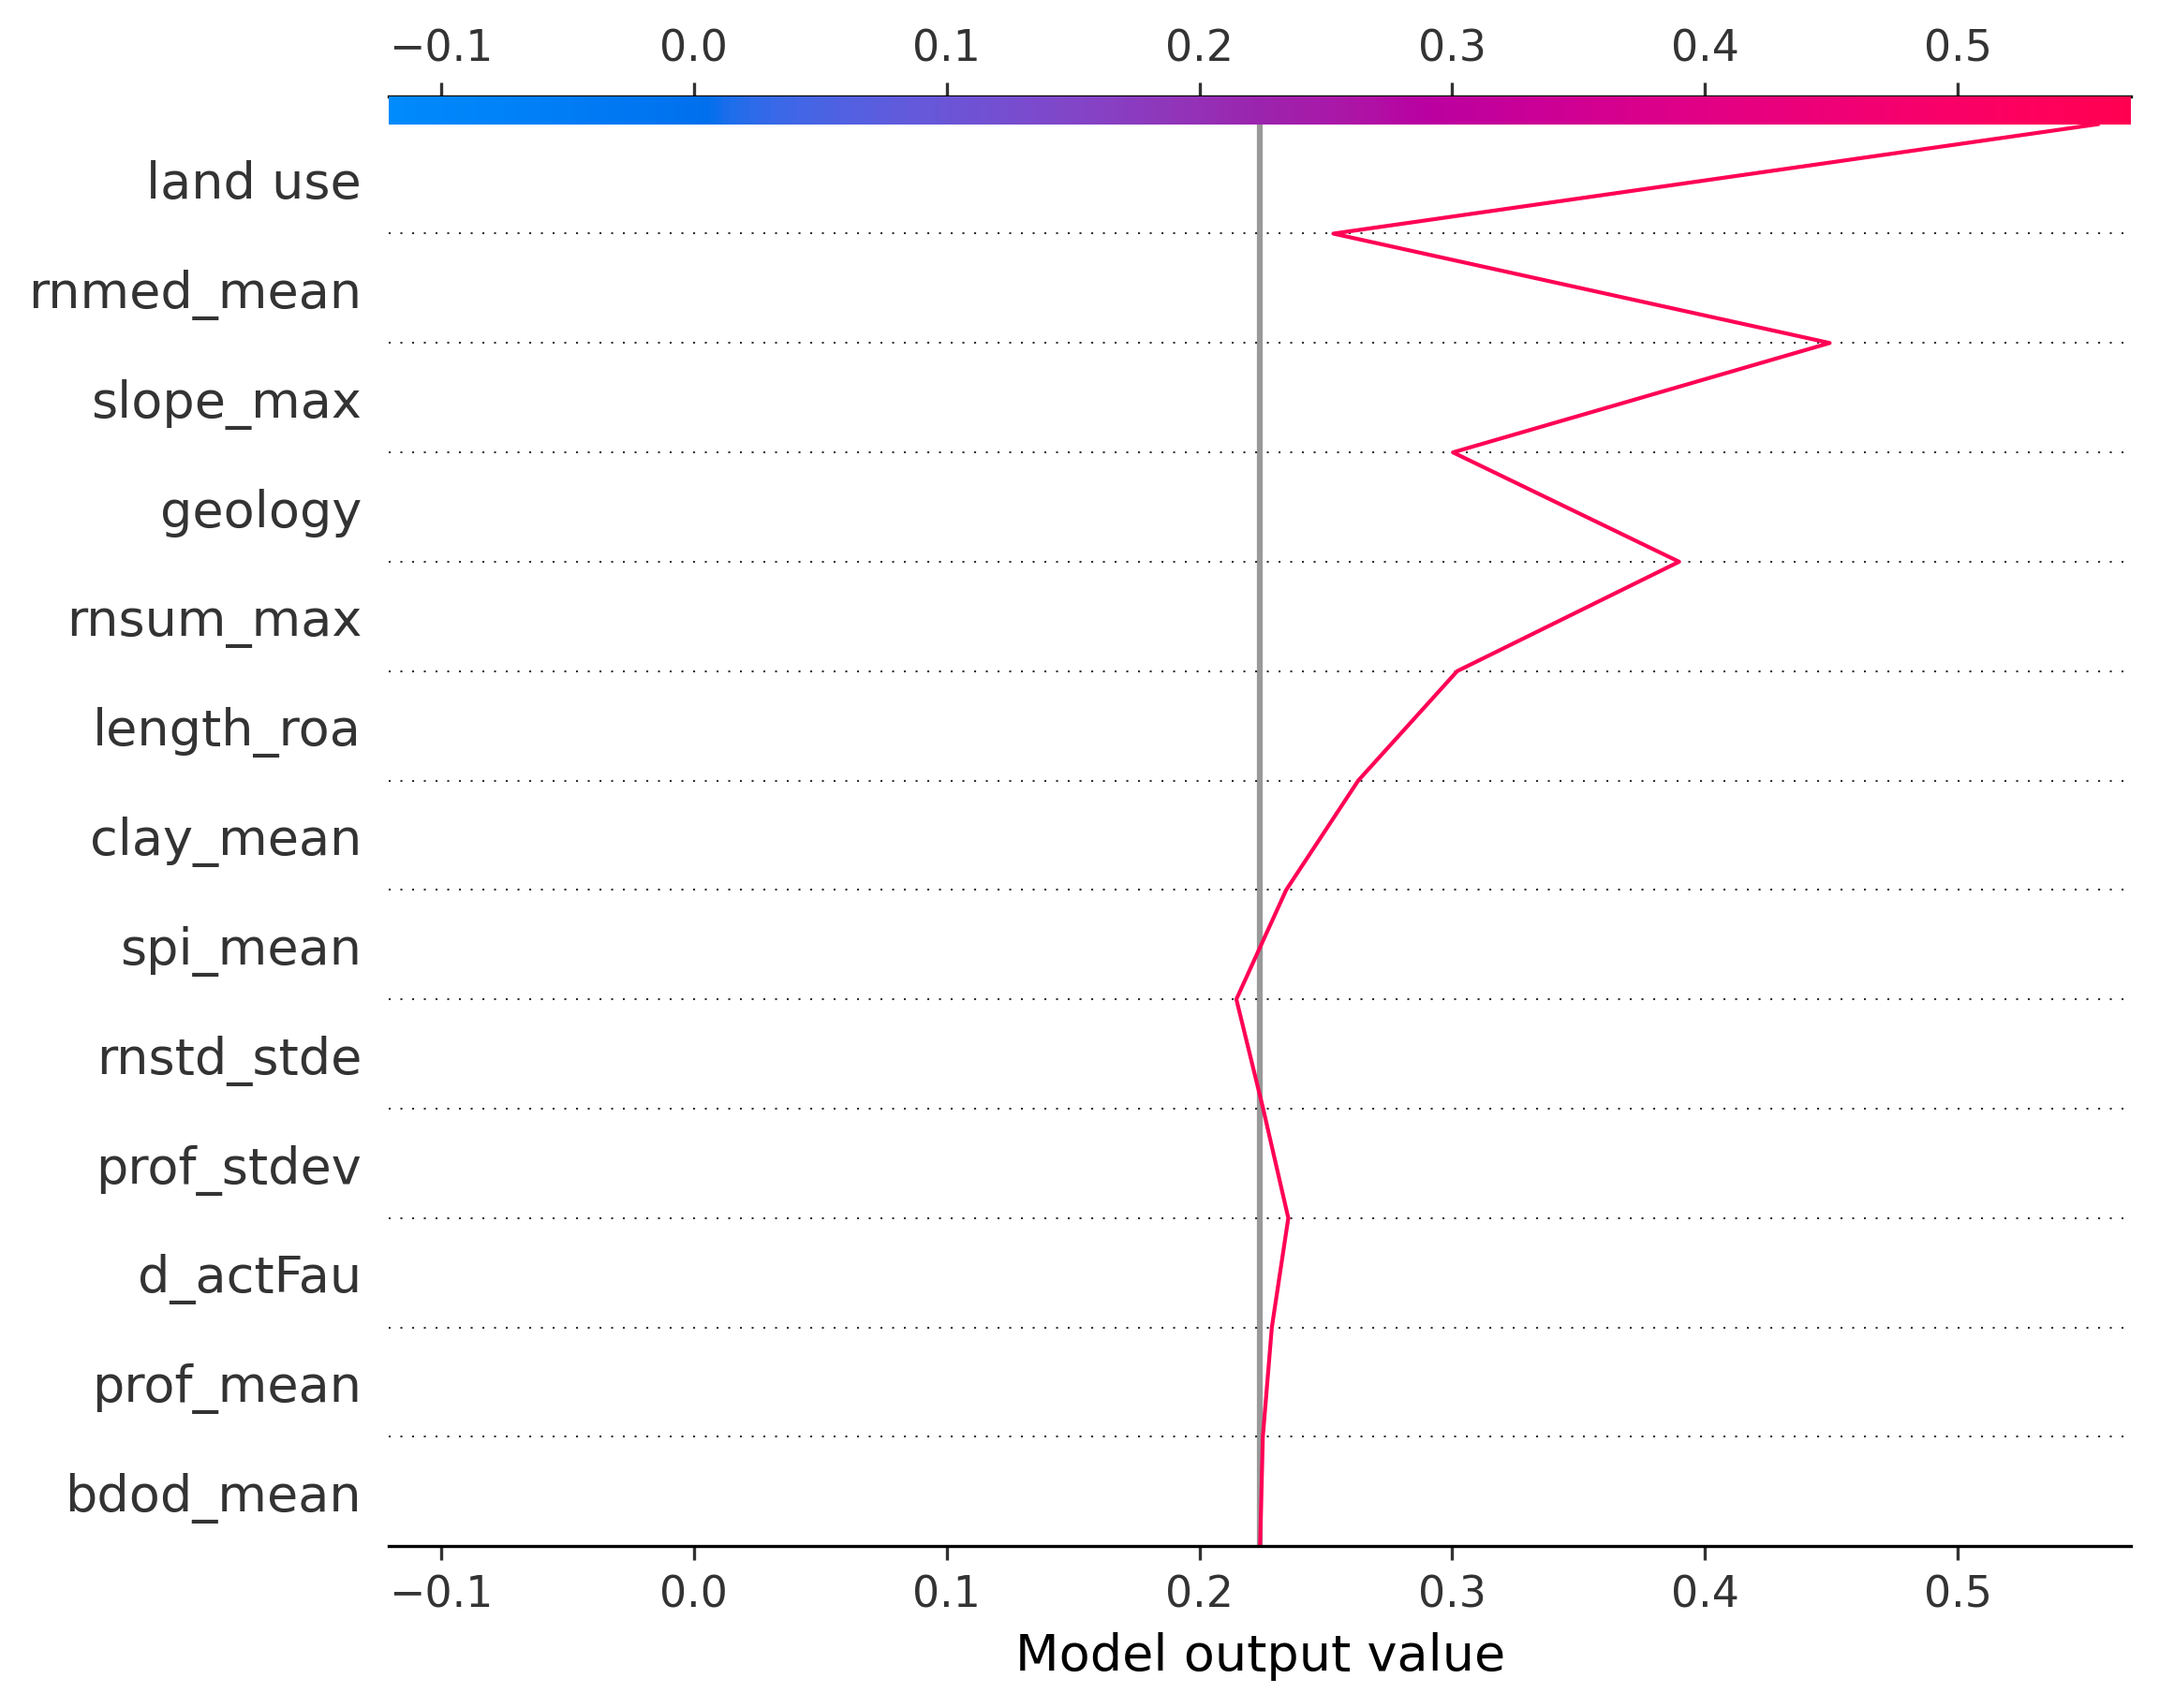 −0.1 0.0 0.1 0.2 0.3 0.4 0.5
land use
rnmed_mean
slope_max
geology
rnsum_max
length_roa
clay_mean
spi_mean
rnstd_stde
prof_stdev
d_actFau
prof_mean
bdod_mean
−0.1 0.0 0.1 0.2 0.3 0.4 0.5
Model output value